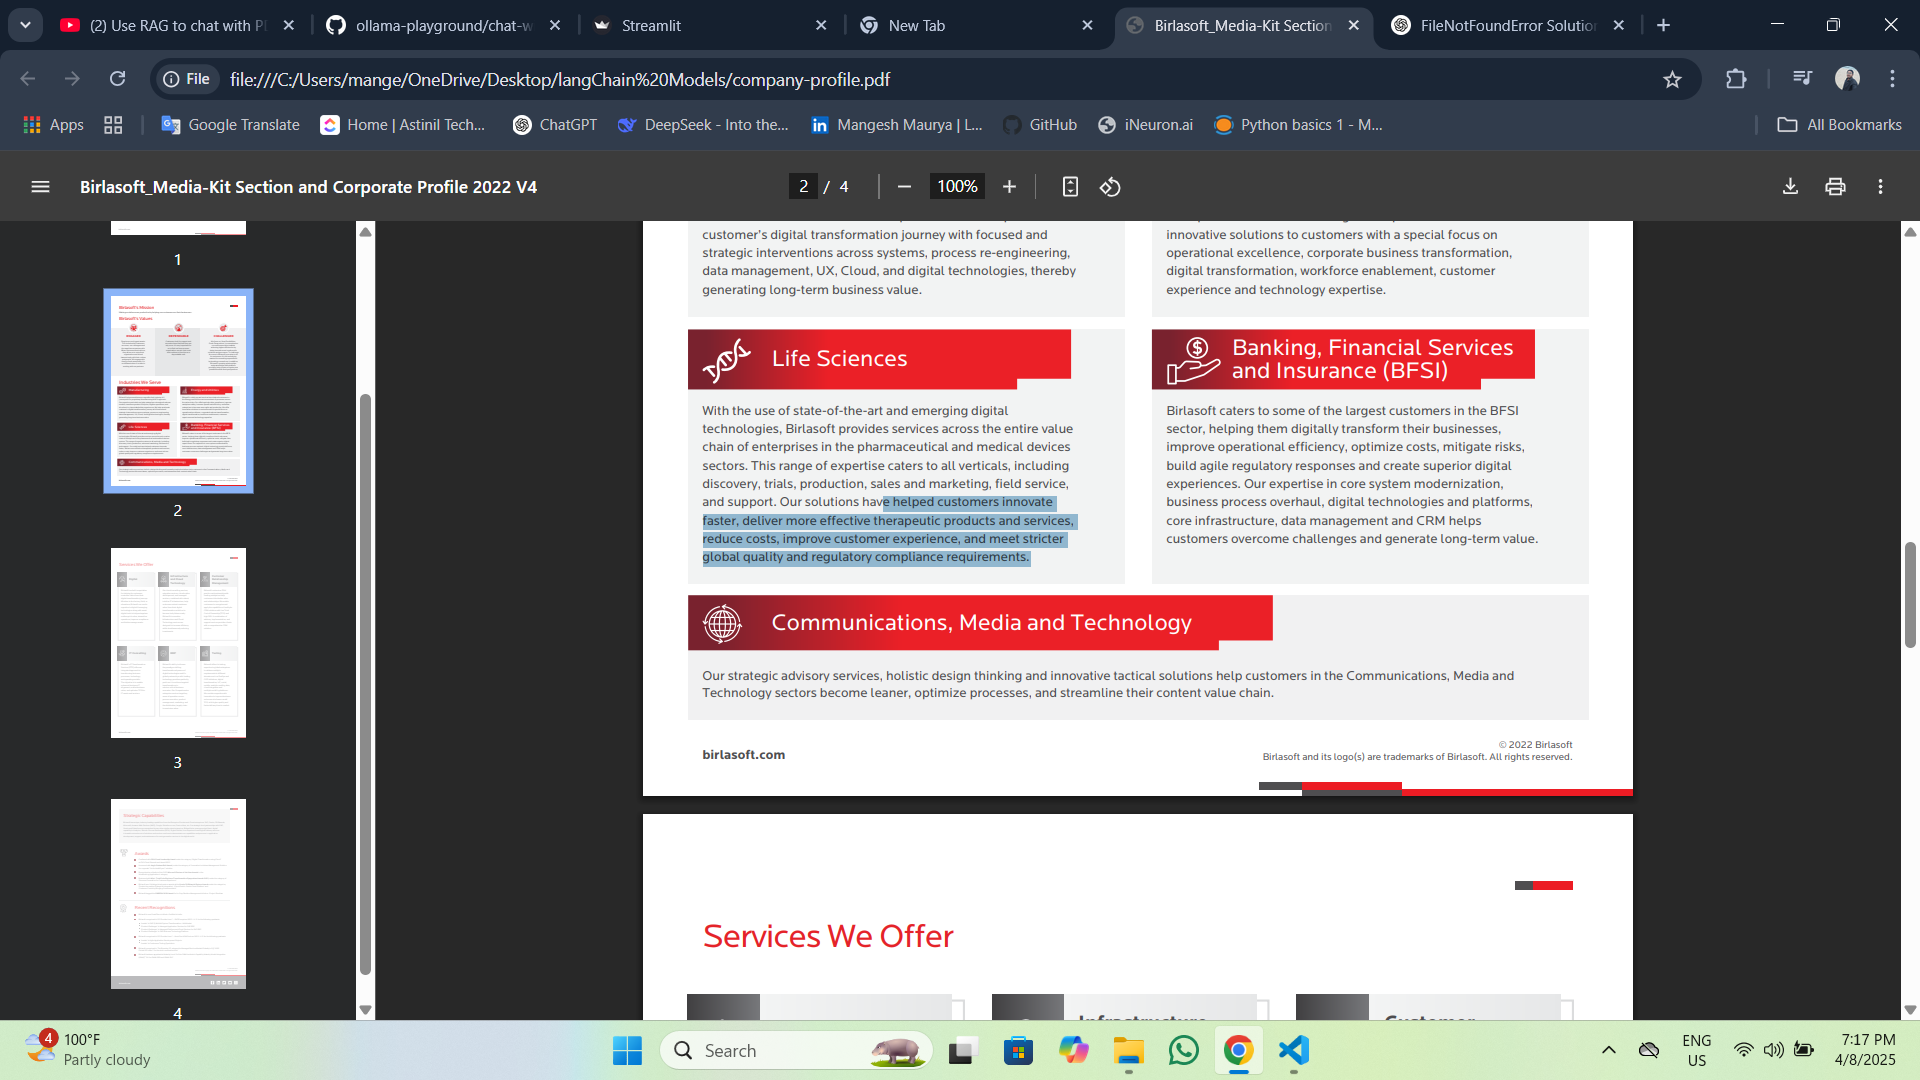 (2) Use RAG to chat with P
ollama-playground/chat-w
Streamlit
New Tab
Birlasoft_Media-Kit Section
FileNotFoundError Solution
File
file:///C:/Users/mange/OneDrive/Desktop/langChain%20Models/company-profile.pdf
Apps
Google Translate
Home | Astinil Tech...
ChatGPT
DeepSeek - Into the...
Mangesh Maurya | L...
GitHub
iNeuron.ai
Python basics 1 - M...
All Bookmarks
Birlasoft_Media-Kit Section and Corporate Profile 2022 V4
2 / 4
100%
1
2
3
4
customer's digital transformation journey with focused and
strategic interventions across systems, process re-engineering,
data management, UX, Cloud, and digital technologies, thereby
generating long-term business value.
innovative solutions to customers with a special focus on
operational excellence, corporate business transformation,
digital transformation, workforce enablement, customer
experience and technology expertise.
Life Sciences
With the use of state-of-the-art and emerging digital
technologies, Birlasoft provides services across the entire value
chain of enterprises in the pharmaceutical and medical devices
sectors. This range of expertise caters to all verticals, including
discovery, trials, production, sales and marketing, field service,
and support. Our solutions have helped customers innovate
faster, deliver more effective therapeutic products and services,
reduce costs, improve customer experience, and meet stricter
global quality and regulatory compliance requirements.
Banking, Financial Services
and Insurance (BFSI)
Birlasoft caters to some of the largest customers in the BFSI
sector, helping them digitally transform their businesses,
improve operational efficiency, optimize costs, mitigate risks,
build agile regulatory responses and create superior digital
experiences. Our expertise in core system modernization,
business process overhaul, digital technologies and platforms,
core infrastructure, data management and CRM helps
customers overcome challenges and generate long-term value.
Communications, Media and Technology
Our strategic advisory services, holistic design thinking and innovative tactical solutions help customers in the Communications, Media and
Technology sectors become leaner, optimize processes, and streamline their content value chain.
birlasoft.com
© 2022 Birlasoft
Birlasoft and its logo(s) are trademarks of Birlasoft. All rights reserved.
Services We Offer
Infrastructure
Customer
4
100°F
Partly cloudy
Search
ENG
US
7:17 PM
4/8/2025